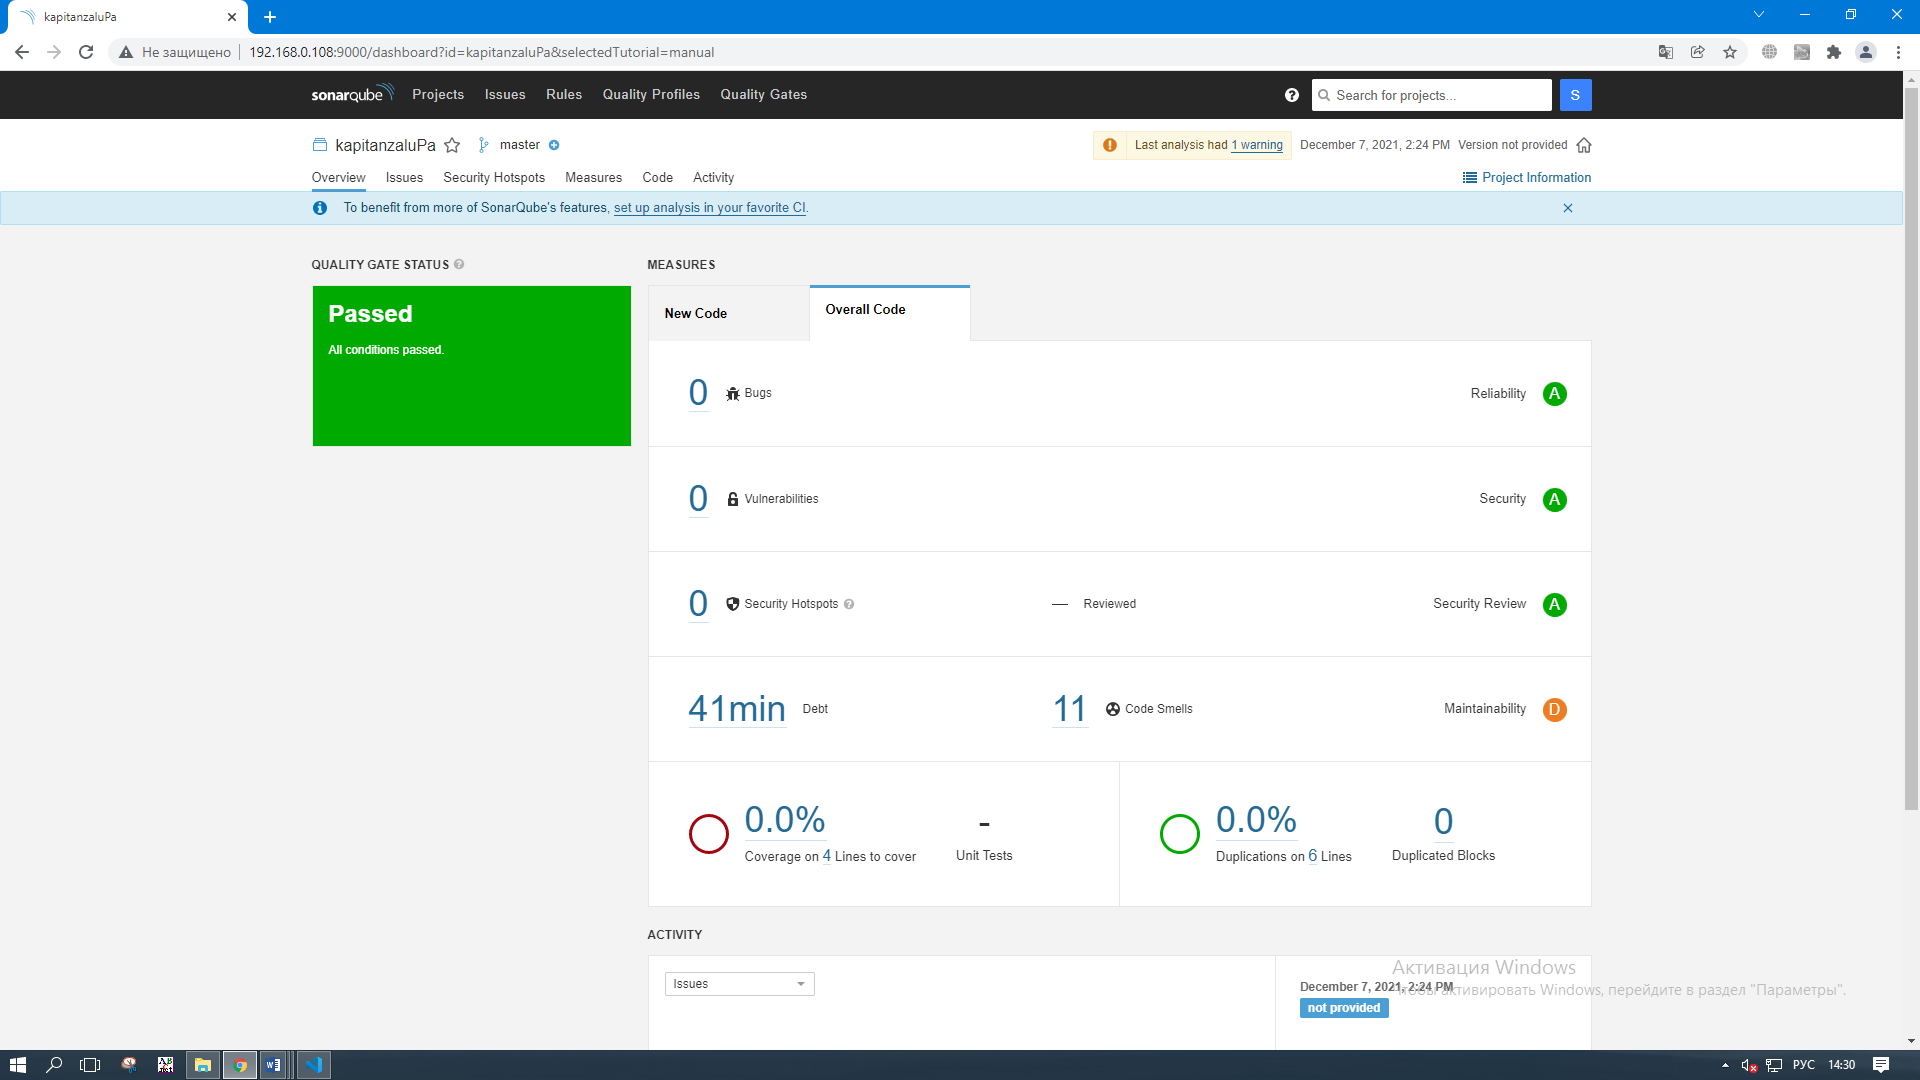 kapitanzaluPa
Не защищено 192.168.0.108:9000/dashboard?id=kapitanzaluPa&selectedTutorial=manual
sonarqube Projects Issues Rules Quality Profiles Quality Gates Search for projects... S
kapitanzaluPa master Last analysis had 1 warning December 7, 2021, 2:24 PM Version not provided
Overview Issues Security Hotspots Measures Code Activity Project Information
To benefit from more of SonarQube's features, set up analysis in your favorite CI.
QUALITY GATE STATUS MEASURES
Passed
All conditions passed.
New Code Overall Code
0 Bugs Reliability A
0 Vulnerabilities Security A
0 Security Hotspots — Reviewed Security Review A
41min Debt 11 Code Smells Maintainability D
0.0% - 0.0% 0
Coverage on 4 Lines to cover Unit Tests Duplications on 6 Lines Duplicated Blocks
ACTIVITY
Issues
December 7, 2021, 2:24 PM
not provided
Активация Windows
Чтобы активировать Windows, перейдите в раздел "Параметры".
РУС 14:30